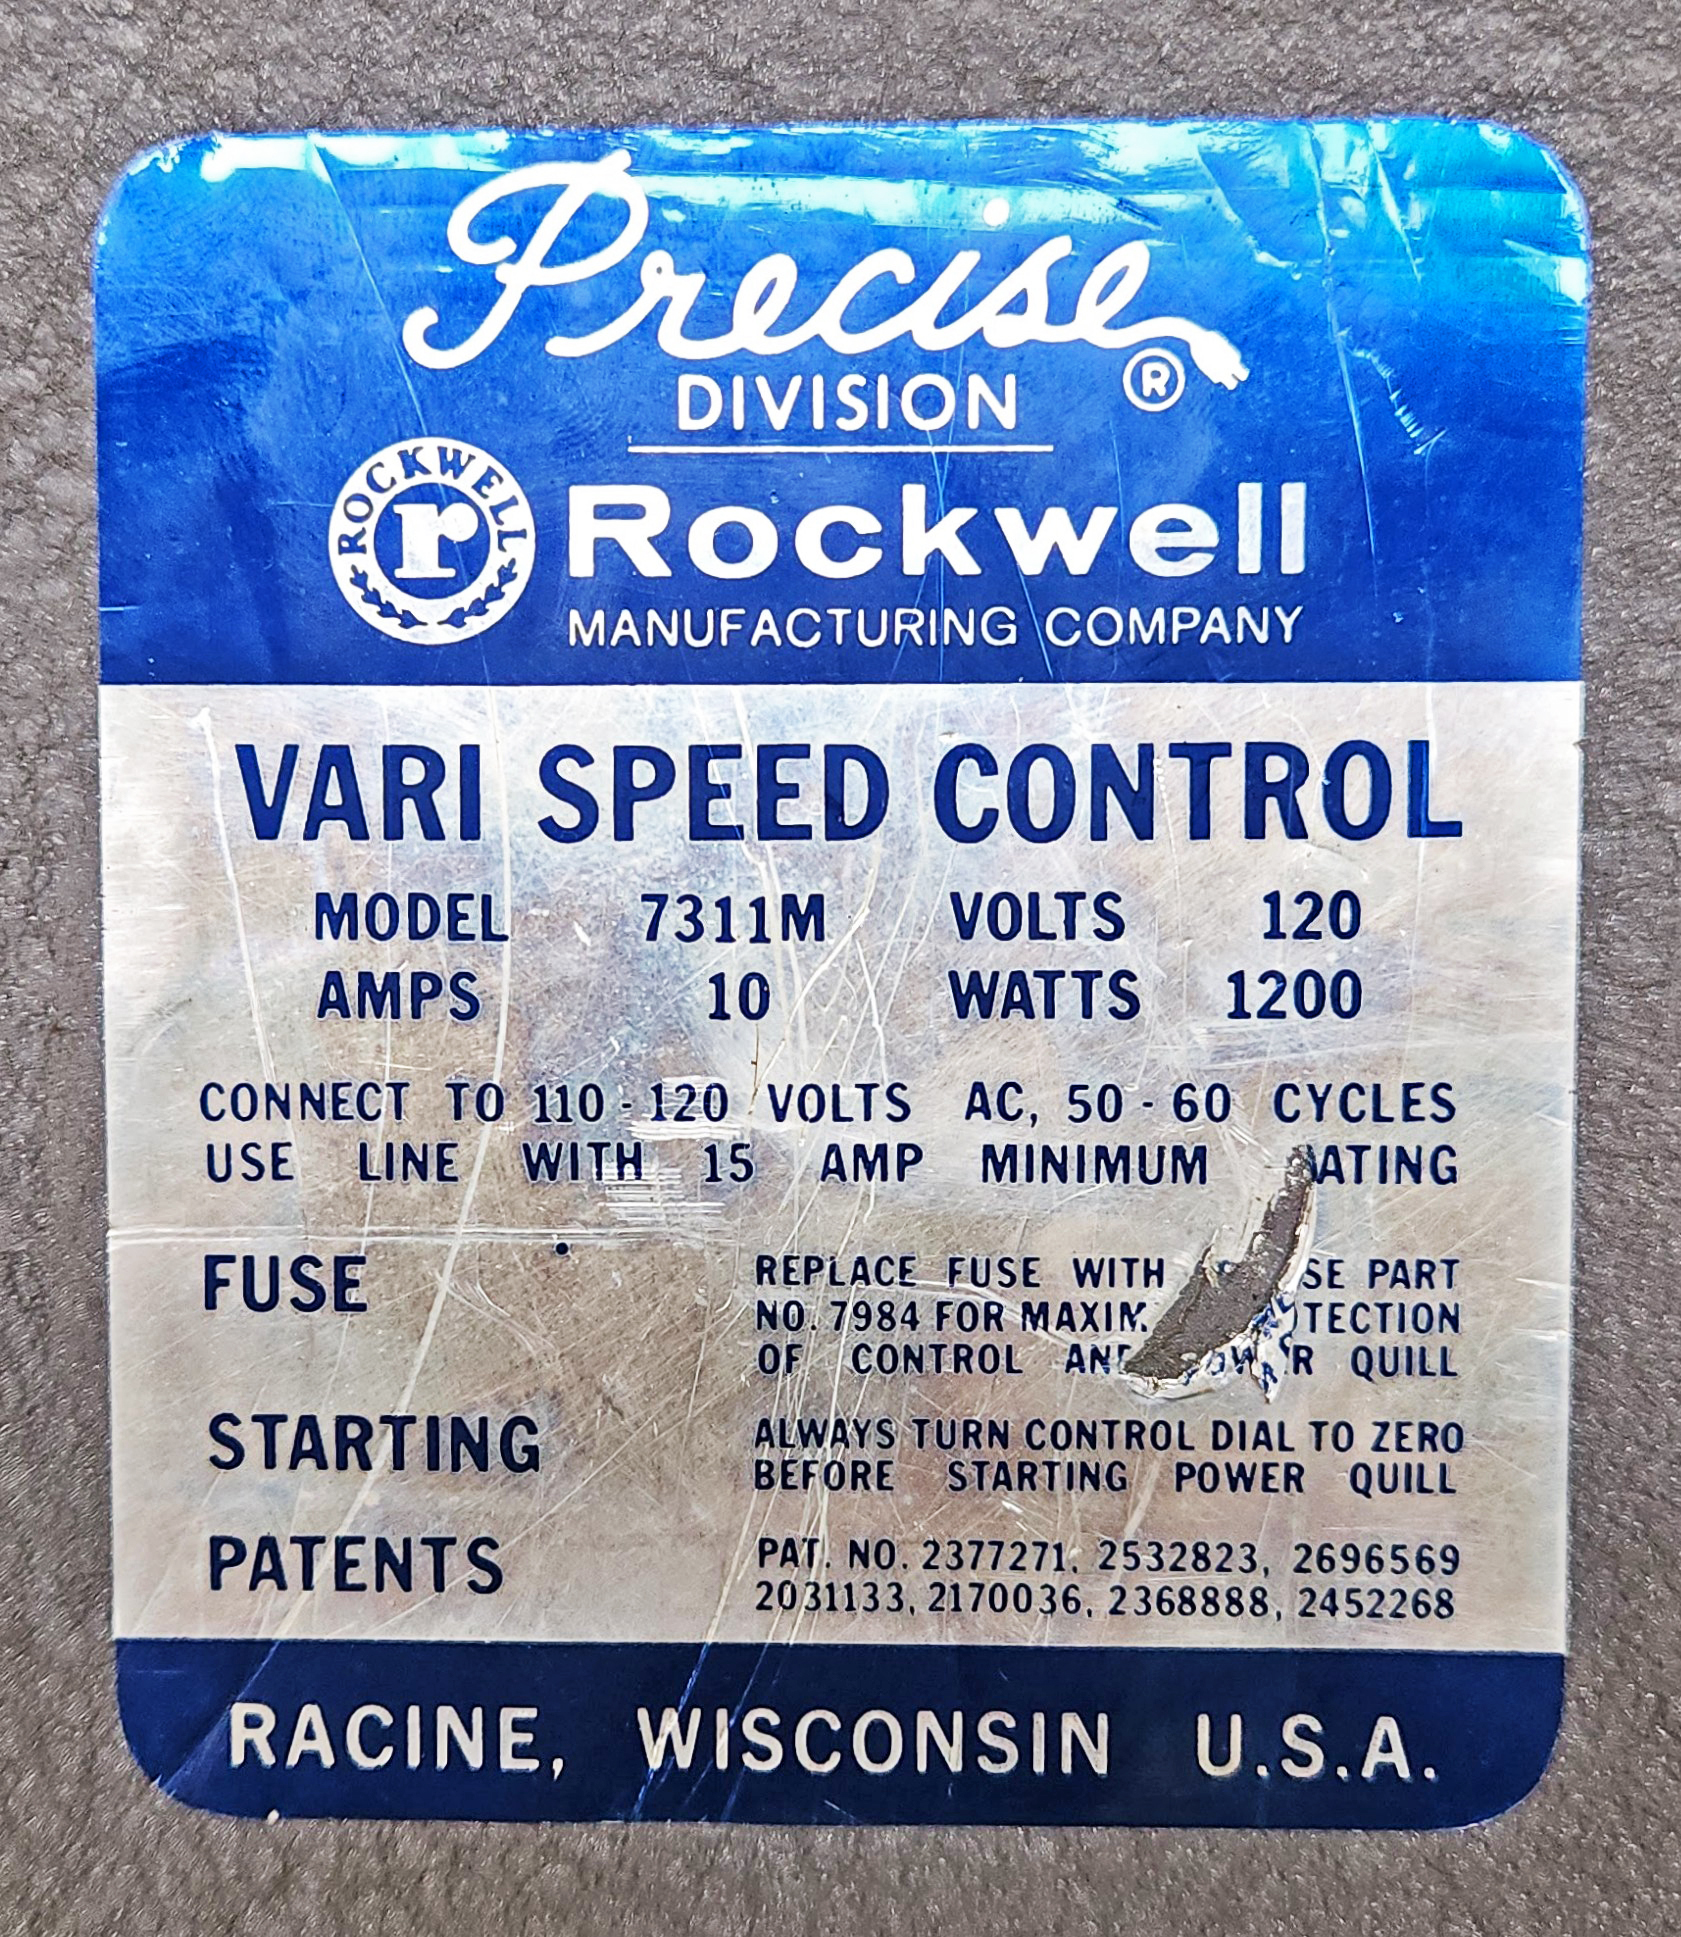 Precise ®
DIVISION
ROCKWELL
r
Rockwell
MANUFACTURING COMPANY
VARI SPEED CONTROL
MODEL 7311M VOLTS 120
AMPS 10 WATTS 1200
CONNECT TO 110-120 VOLTS AC, 50-60 CYCLES
USE LINE WITH 15 AMP MINIMUM
FUSE REPLACE FUSE WITH PART
NO. 7984 FOR
OF CONTROL QUILL
STARTING ALWAYS TURN CONTROL DIAL TO ZERO
BEFORE STARTING POWER QUILL
PATENTS PAT. NO. 2377271, 2532823, 2696569
2031133, 2170036, 2368888, 2452268
RACINE, WISCONSIN U.S.A.